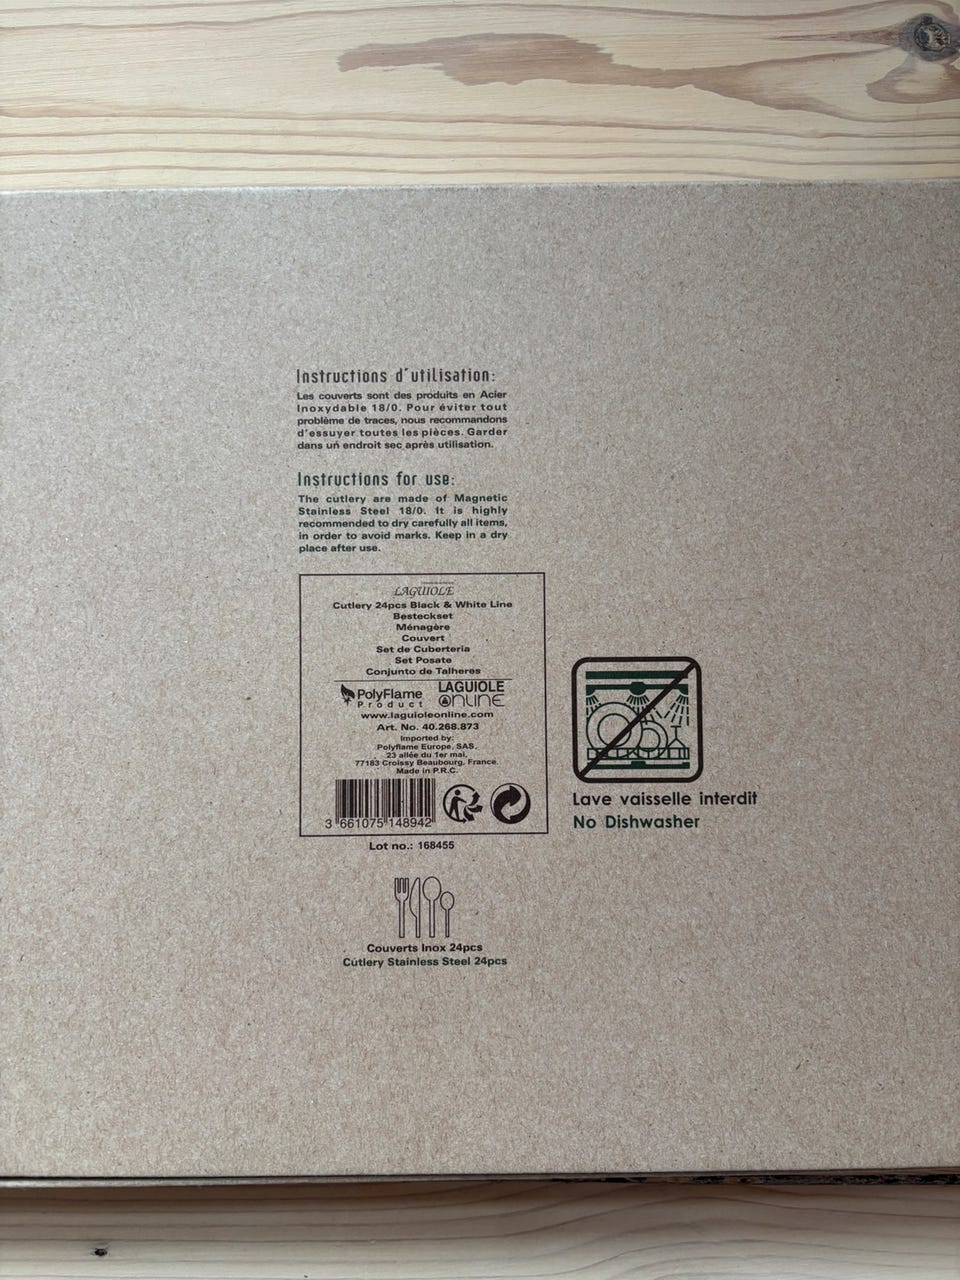 Instructions d'utilisation:
Les couverts sont des produits en Acier
Inoxydable 18/0. Pour éviter tout
problème de traces, nous recommandons
d'essuyer toutes les pièces. Garder
dans un endroit sec après utilisation.
Instructions for use:
The cutlery are made of Magnetic
Stainless Steel 18/0. It is highly
recommended to dry carefully all items,
in order to avoid marks. Keep in a dry
place after use.
LAGUIOLE
Cutlery 24pcs Black & White Line
Besteckset
Ménagère
Couvert
Set de Cuberteria
Set Posate
Conjunto de Talheres
PolyFlame
Product
LAGUIOLE
ONLINE
www.laguioleonline.com
Art. No. 40.268.873
Imported by:
Polyflame Europe, SAS.
23 allée du 1er mai,
77183 Croissy Beaubourg, France.
Made in P.R.C.
3 661075 148942
Lot no.: 168455
Lave vaisselle interdit
No Dishwasher
Couverts Inox 24pcs
Cutlery Stainless Steel 24pcs